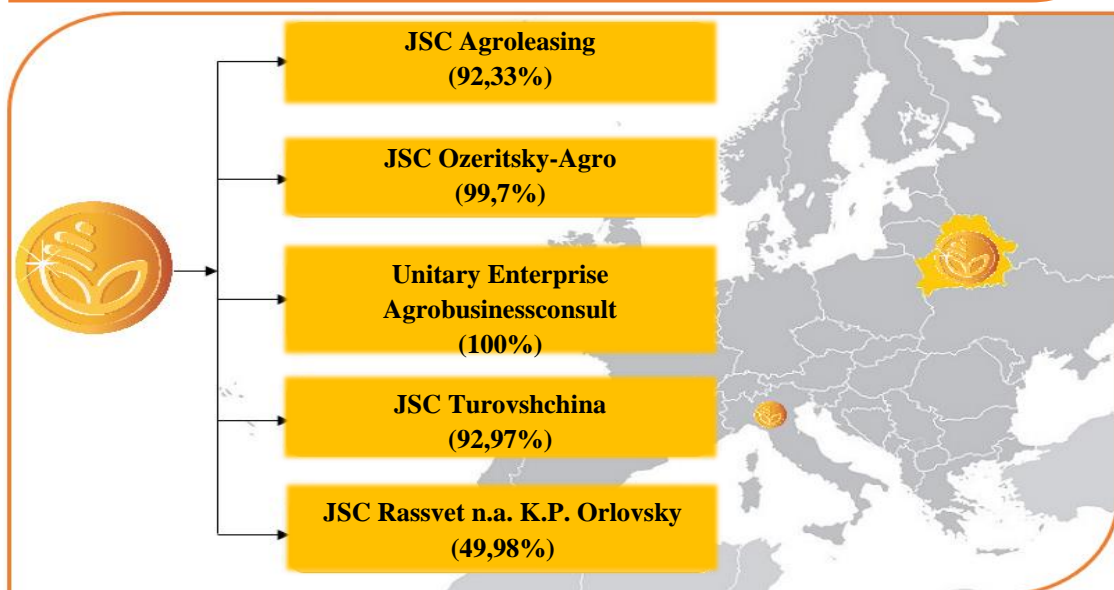 JSC Agroleasing
(92,33%)
JSC Ozeritsky-Agro
(99,7%)
Unitary Enterprise
Agrobusinessconsult
(100%)
JSC Turovshchina
(92,97%)
JSC Rassvet n.a. K.P. Orlovsky
(49,98%)